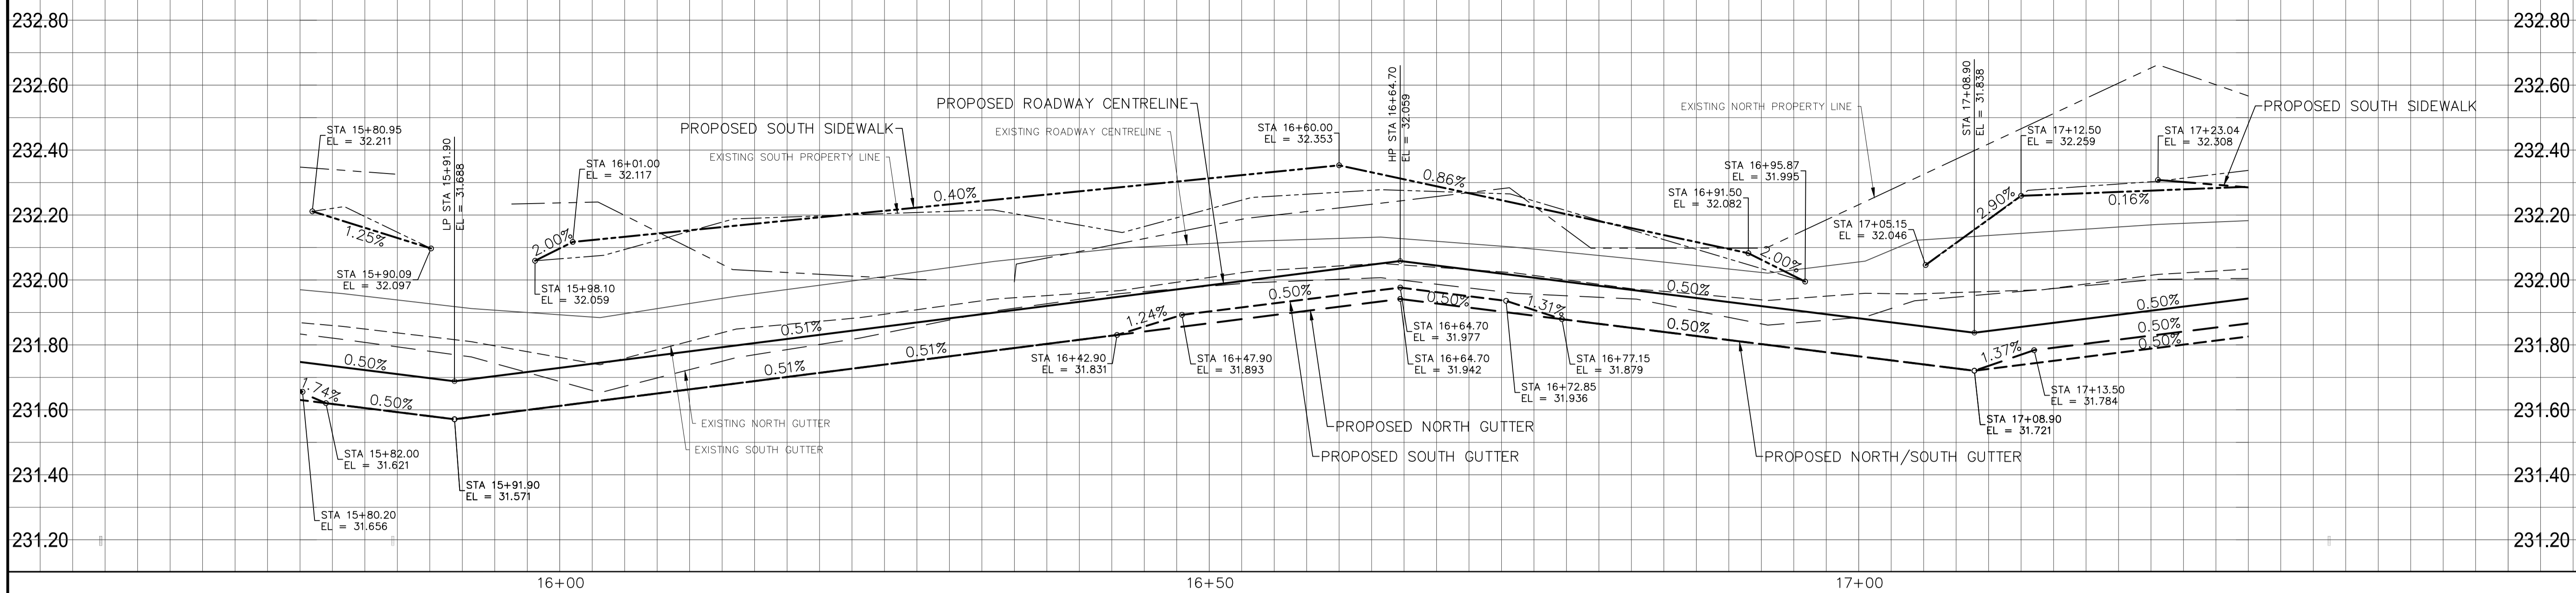 232.80
232.80
232.60
232.60
232.40
232.40
232.20
232.20
232.00
232.00
231.80
231.80
231.60
231.60
231.40
231.40
231.20
231.20
STA 15+80.95
EL = 32.211
1.25%
STA 15+90.09
EL = 32.097
LP STA 15+91.90
EL = 31.688
2.00%
STA 15+98.10
EL = 32.059
STA 16+01.00
EL = 32.117
PROPOSED SOUTH SIDEWALK
EXISTING SOUTH PROPERTY LINE
0.40%
PROPOSED ROADWAY CENTRELINE
EXISTING ROADWAY CENTRELINE
STA 16+60.00
EL = 32.353
HP STA 16+64.70
EL = 32.059
0.86%
STA 16+91.50
EL = 32.082
STA 16+95.87
EL = 31.995
2.00%
EXISTING NORTH PROPERTY LINE
STA 17+05.15
EL = 32.046
STA 17+08.90
EL = 31.838
2.90%
STA 17+12.50
EL = 32.259
STA 17+23.04
EL = 32.308
0.16%
PROPOSED SOUTH SIDEWALK
0.50%
0.51%
0.50%
0.50%
1.74%
0.50%
STA 15+80.20
EL = 31.656
STA 15+82.00
EL = 31.621
STA 15+91.90
EL = 31.571
EXISTING NORTH GUTTER
EXISTING SOUTH GUTTER
0.51%
0.51%
STA 16+42.90
EL = 31.831
1.24%
STA 16+47.90
EL = 31.893
0.50%
0.50%
STA 16+64.70
EL = 31.977
STA 16+64.70
EL = 31.942
PROPOSED NORTH GUTTER
PROPOSED SOUTH GUTTER
1.31%
STA 16+72.85
EL = 31.936
STA 16+77.15
EL = 31.879
0.50%
PROPOSED NORTH/SOUTH GUTTER
1.37%
STA 17+08.90
EL = 31.721
STA 17+13.50
EL = 31.784
0.50%
0.50%
16+00
16+50
17+00